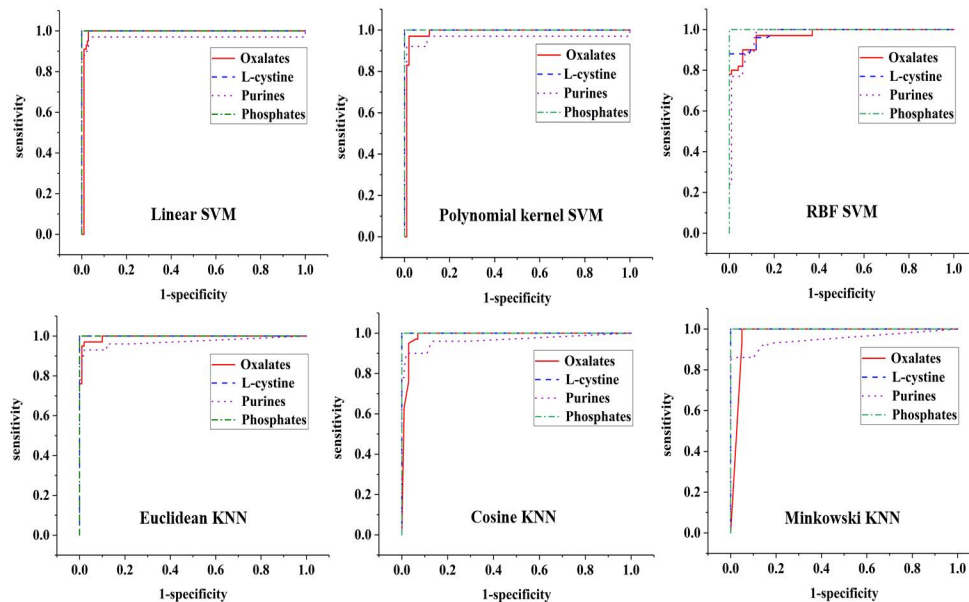 sensitivity
1.0
0.8
0.6
0.4
0.2
0.0
Oxalates
L-cystine
Purines
Phosphates
Linear SVM
0.0 0.2 0.4 0.6 0.8 1.0
1-specificity
sensitivity
1.0
0.8
0.6
0.4
0.2
0.0
Oxalates
L-cystine
Purines
Phosphates
Polynomial kernel SVM
0.0 0.2 0.4 0.6 0.8 1.0
1-specificity
sensitivity
1.0
0.8
0.6
0.4
0.2
0.0
Oxalates
L-cystine
Purines
Phosphates
RBF SVM
0.0 0.2 0.4 0.6 0.8 1.0
1-specificity
sensitivity
1.0
0.8
0.6
0.4
0.2
0.0
Oxalates
L-cystine
Purines
Phosphates
Euclidean KNN
0.0 0.2 0.4 0.6 0.8 1.0
1-specificity
sensitivity
1.0
0.8
0.6
0.4
0.2
0.0
Oxalates
L-cystine
Purines
Phosphates
Cosine KNN
0.0 0.2 0.4 0.6 0.8 1.0
1-specificity
sensitivity
1.0
0.8
0.6
0.4
0.2
0.0
Oxalates
L-cystine
Purines
Phosphates
Minkowski KNN
0.0 0.2 0.4 0.6 0.8 1.0
1-specificity